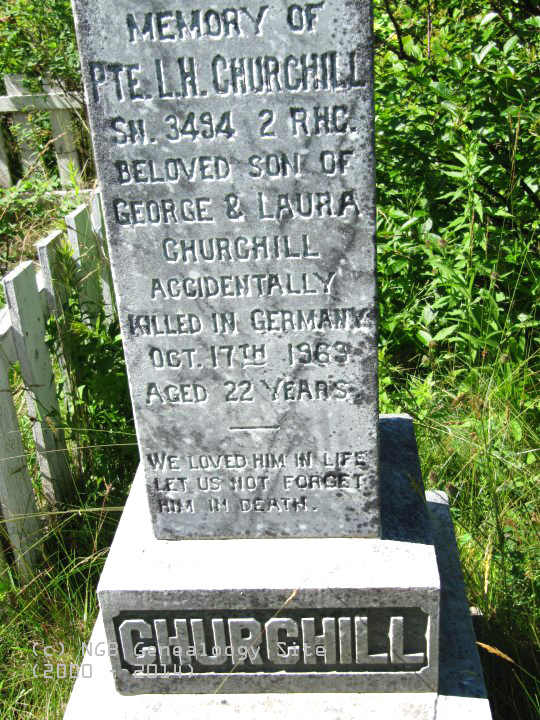 MEMORY OF
PTE. L.H. CHURCHILL
SN. 3494 2 R.H.C.
BELOVED SON OF
GEORGE & LAURA
CHURCHILL
ACCIDENTALLY
KILLED IN GERMANY
OCT. 17TH 1963
AGED 22 YEARS
WE LOVED HIM IN LIFE
LET US NOT FORGET
HIM IN DEATH.
CHURCHILL
(c) NGB Genealogy Site
(2000 - 2014)